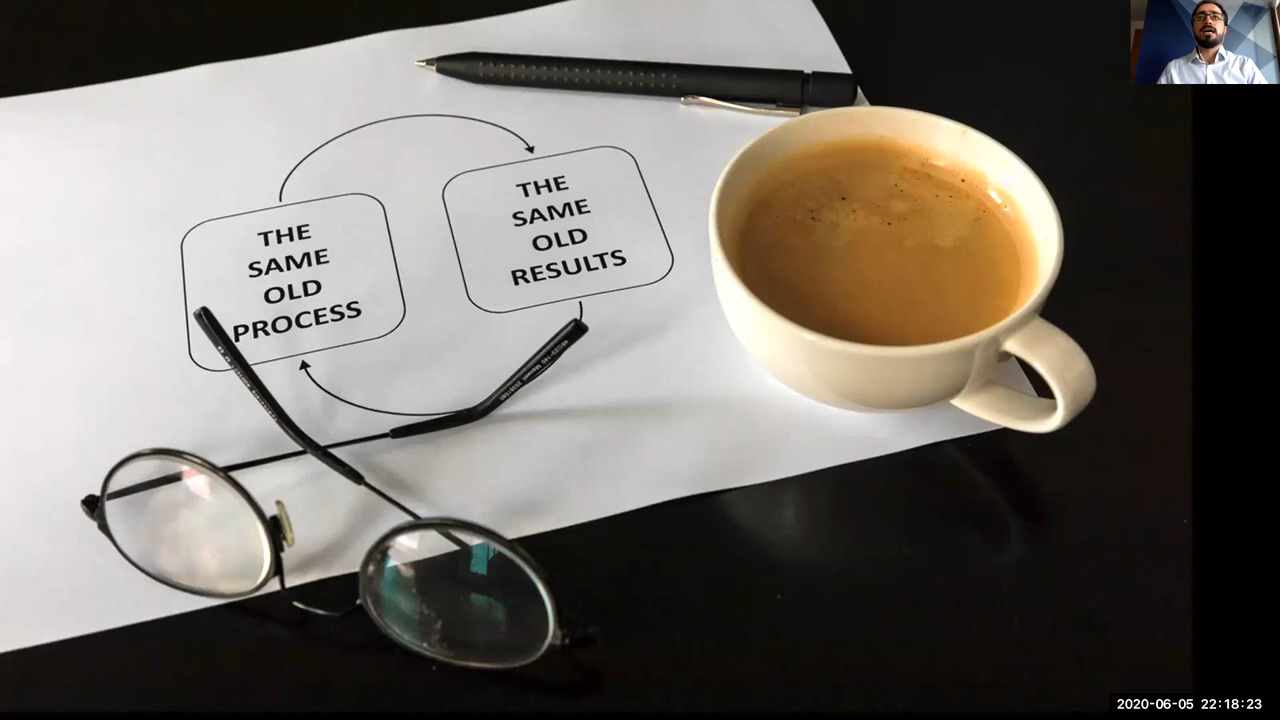 THE
SAME
OLD
PROCESS
THE
SAME
OLD
RESULTS
2020-06-05 22:18:23